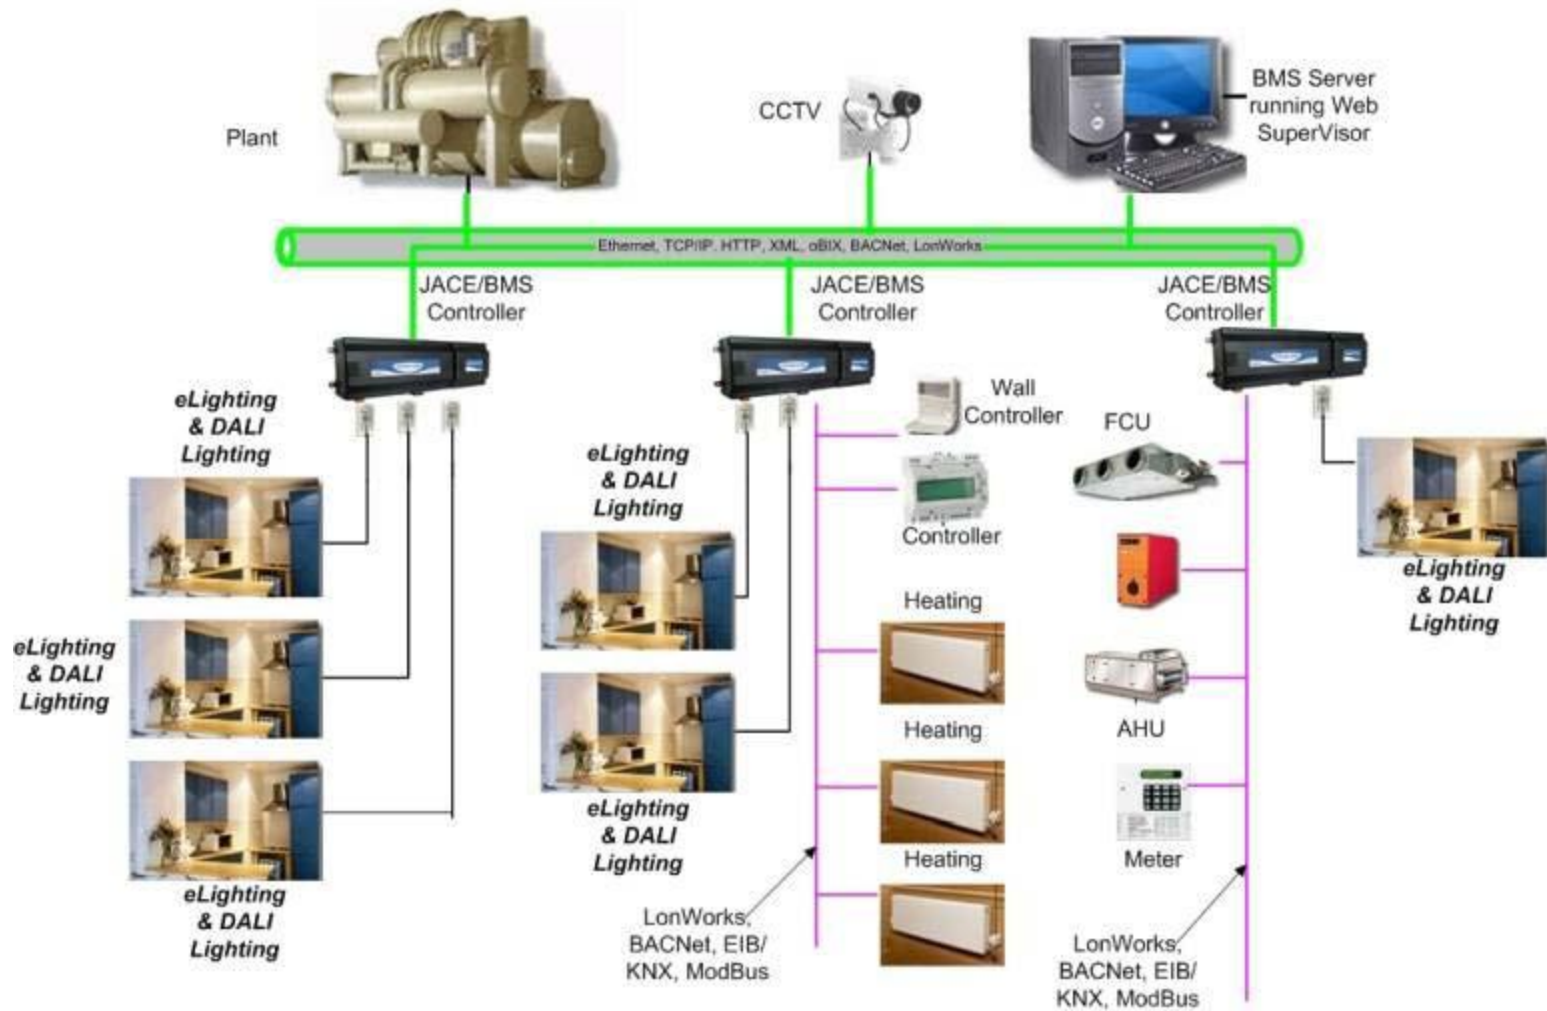 Plant
CCTV
BMS Server
running Web
SuperVisor
Ethernet, TCP/IP. HTTP, XML, oBIX, BACNet, LonWorks
JACE/BMS
Controller
JACE/BMS
Controller
JACE/BMS
Controller
eLighting
& DALI
Lighting
eLighting
& DALI
Lighting
eLighting
& DALI
Lighting
eLighting
& DALI
Lighting
eLighting
& DALI
Lighting
Wall
Controller
Controller
Heating
Heating
Heating
LonWorks,
BACNet, EIB/
KNX, ModBus
FCU
AHU
Meter
LonWorks,
BACNet, EIB/
KNX, ModBus
eLighting
& DALI
Lighting